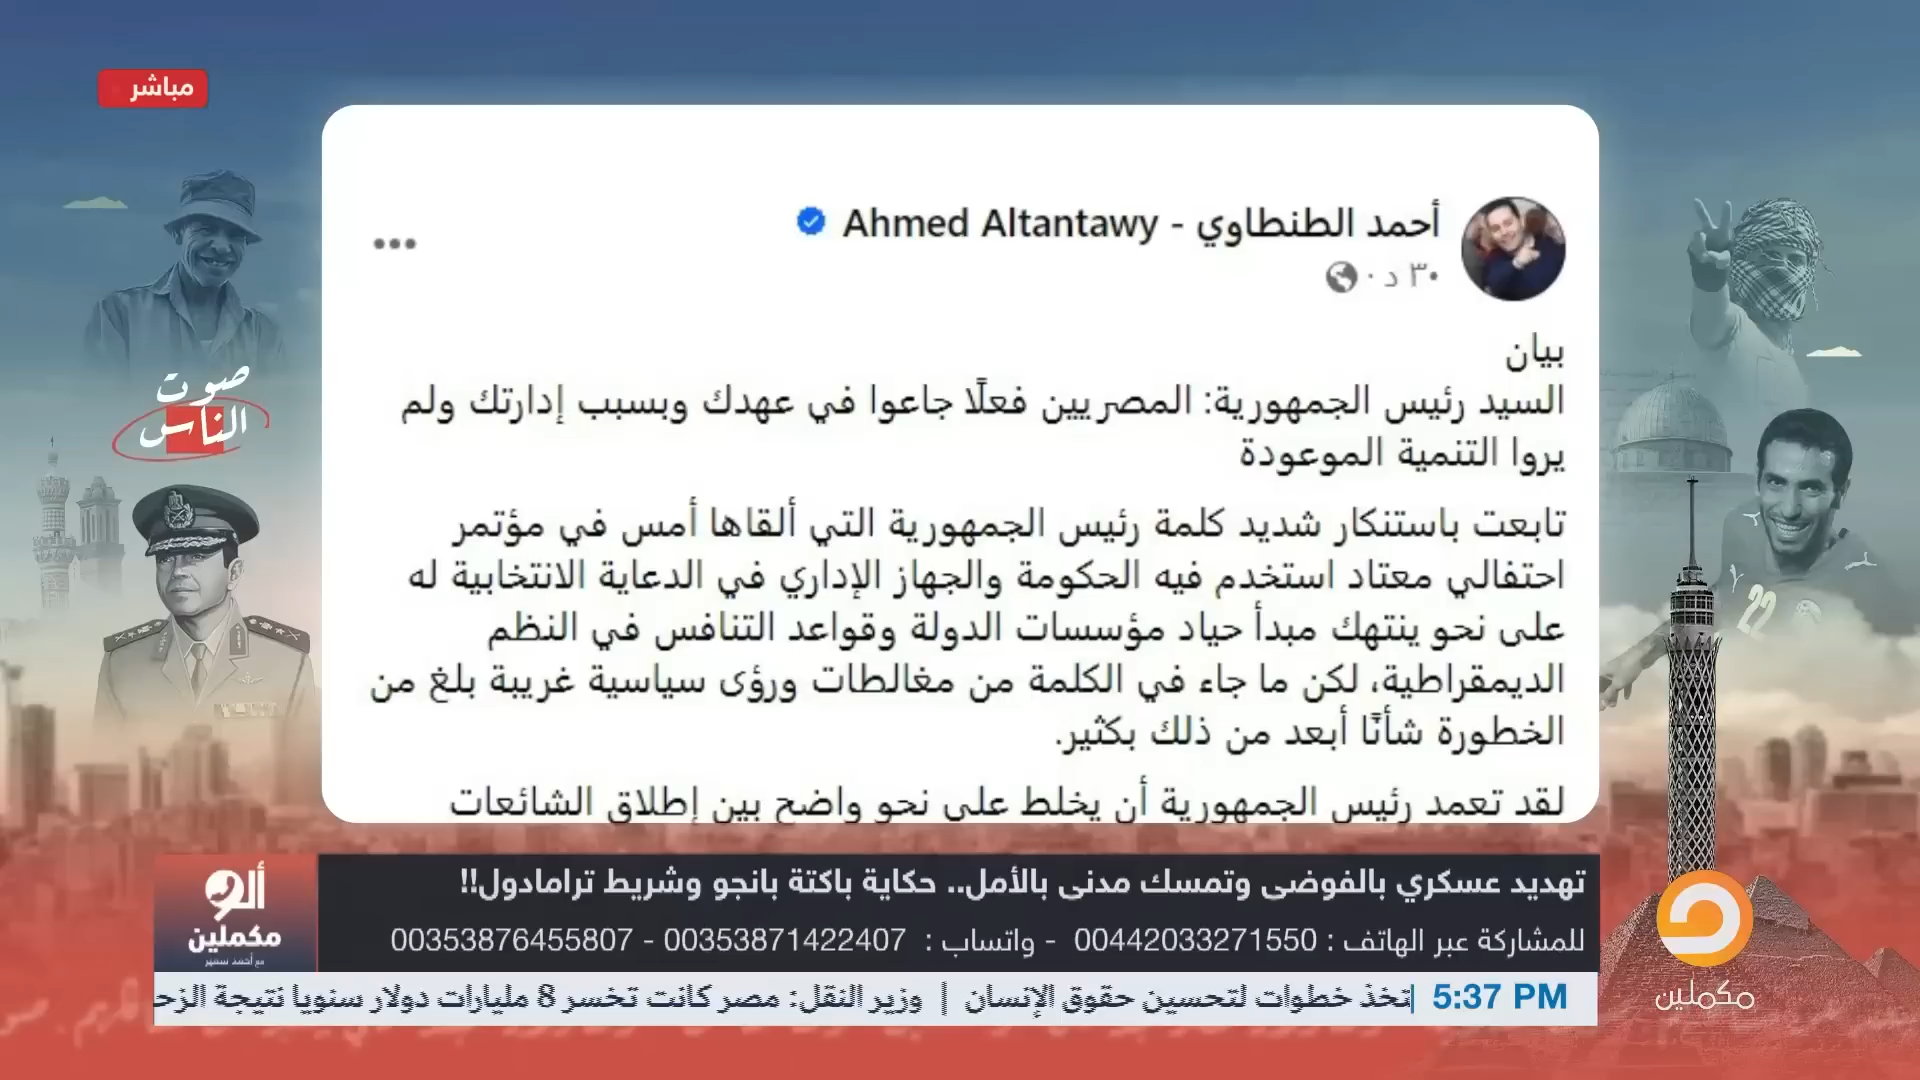 مباشر
أحمد الطنطاوي - Ahmed Altantawy
٣٠ د ·
بيان
السيد رئيس الجمهورية: المصريين فعلًا جاعوا في عهدك وبسبب إدارتك ولم
يروا التنمية الموعودة
تابعت باستنكار شديد كلمة رئيس الجمهورية التي ألقاها أمس في مؤتمر
احتفالي معتاد استخدم فيه الحكومة والجهاز الإداري في الدعاية الانتخابية له
على نحو ينتهك مبدأ حياد مؤسسات الدولة وقواعد التنافس في النظم
الديمقراطية، لكن ما جاء في الكلمة من مغالطات ورؤى سياسية غريبة بلغ من
الخطورة شأنًا أبعد من ذلك بكثير.
لقد تعمد رئيس الجمهورية أن يخلط على نحو واضح بين إطلاق الشائعات
صوت
الناس
22
تهديد عسكري بالفوضى وتمسك مدنى بالأمل.. حكاية باكتة بانجو وشريط ترامادول!!
للمشاركة عبر الهاتف : 00442033271550 - واتساب : 00353871422407 - 00353876455807
ألو
مكملين
مع أحمد سمير
5:37 PM
تخذ خطوات لتحسين حقوق الإنسان | وزير النقل: مصر كانت تخسر 8 مليارات دولار سنويا نتيجة الزح
مكملين